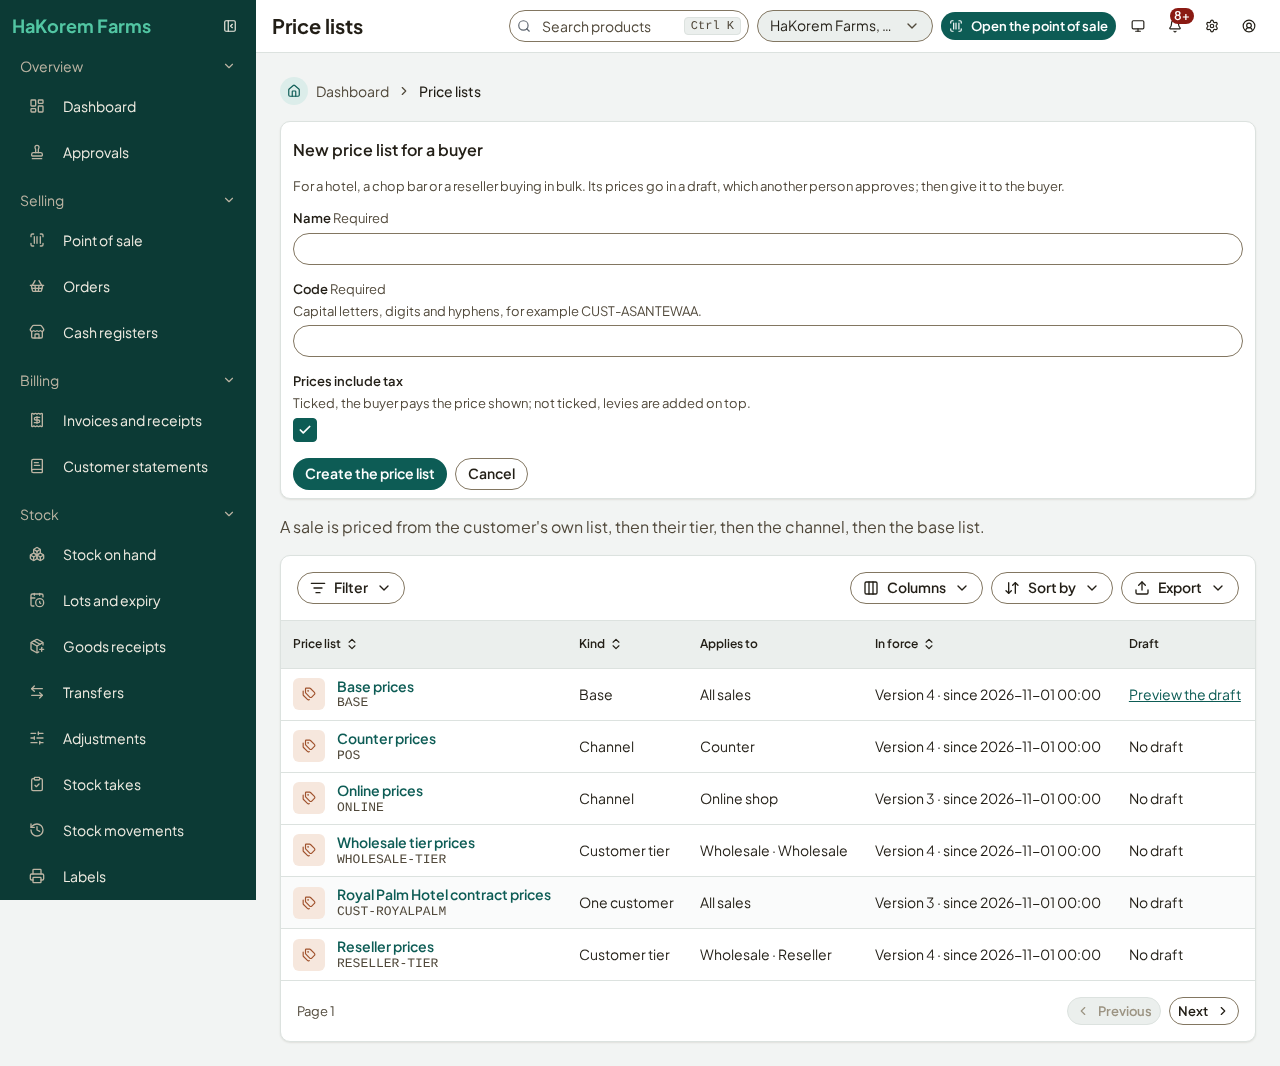 HaKorem Farms
Price lists
Search products
Ctrl K
HaKorem Farms, ...
Open the point of sale
8+
Overview
Dashboard
Approvals
Selling
Point of sale
Orders
Cash registers
Billing
Invoices and receipts
Customer statements
Stock
Stock on hand
Lots and expiry
Goods receipts
Transfers
Adjustments
Stock takes
Stock movements
Labels
Dashboard
Price lists
New price list for a buyer
For a hotel, a chop bar or a reseller buying in bulk. Its prices go in a draft, which another person approves; then give it to the buyer.
Name Required
Code Required
Capital letters, digits and hyphens, for example CUST-ASANTEWAA.
Prices include tax
Ticked, the buyer pays the price shown; not ticked, levies are added on top.
Create the price list
Cancel
A sale is priced from the customer's own list, then their tier, then the channel, then the base list.
Filter
Columns
Sort by
Export
Price list Kind Applies to In force Draft
Base prices
BASE
Base All sales Version 4 · since 2026-11-01 00:00 Preview the draft
Counter prices
POS
Channel Counter Version 4 · since 2026-11-01 00:00 No draft
Online prices
ONLINE
Channel Online shop Version 3 · since 2026-11-01 00:00 No draft
Wholesale tier prices
WHOLESALE-TIER
Customer tier Wholesale · Wholesale Version 4 · since 2026-11-01 00:00 No draft
Royal Palm Hotel contract prices
CUST-ROYALPALM
One customer All sales Version 3 · since 2026-11-01 00:00 No draft
Reseller prices
RESELLER-TIER
Customer tier Wholesale · Reseller Version 4 · since 2026-11-01 00:00 No draft
Page 1
Previous
Next